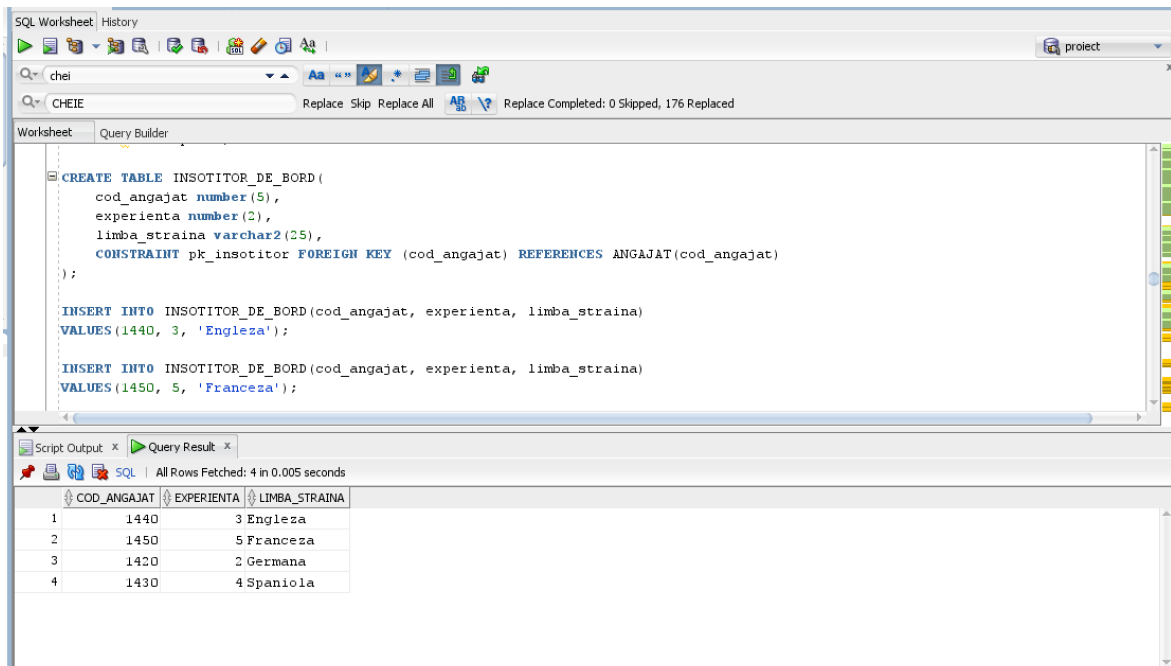 SQL Worksheet History
proiect
chei
Aa “”
CHEIE Replace Skip Replace All Replace Completed: 0 Skipped, 176 Replaced
Worksheet Query Builder
CREATE TABLE INSOTITOR_DE_BORD(
cod_angajat number(5),
experienta number(2),
limba_straina varchar2(25),
CONSTRAINT pk_insotitor FOREIGN KEY (cod_angajat) REFERENCES ANGAJAT(cod_angajat)
);
INSERT INTO INSOTITOR_DE_BORD(cod_angajat, experienta, limba_straina)
VALUES(1440, 3, 'Engleza');
INSERT INTO INSOTITOR_DE_BORD(cod_angajat, experienta, limba_straina)
VALUES(1450, 5, 'Franceza');
Script Output x Query Result x
SQL | All Rows Fetched: 4 in 0.005 seconds
COD_ANGAJAT EXPERIENTA LIMBA_STRAINA
1 1440 3 Engleza
2 1450 5 Franceza
3 1420 2 Germana
4 1430 4 Spaniola